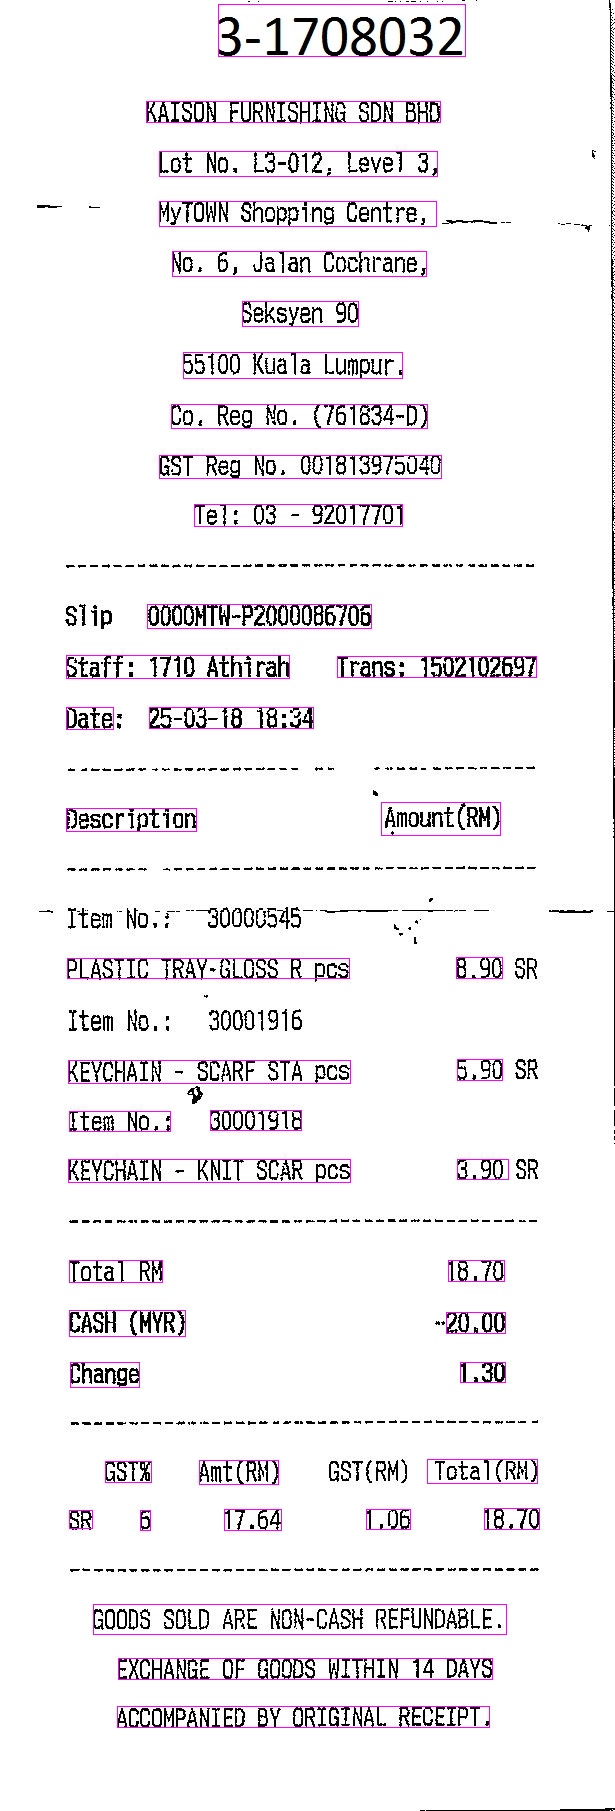 3-1708032
KAISON FURNISHING SDN BHD
Lot No. L3-012, Level 3,
MyTOWN Shopping Centre,
No. 6, Jalan Cochrane,
Seksyen 90
55100 Kuala Lumpur.
Co. Reg No. (761834-D)
GST Reg No. 001813975040
Tel: 03 - 92017701
Slip 0000MTW-P2000086706
Staff: 1710 Athirah Trans: 1502102697
Date: 25-03-18 18:34
Description Amount(RM)
Item No.: 30000545
PLASTIC TRAY-GLOSS R pcs 8.90 SR
Item No.: 30001916
KEYCHAIN - SCARF STA pcs 5.90 SR
Item No.: 30001918
KEYCHAIN - KNIT SCAR pcs 3.90 SR
Total RM 18.70
CASH (MYR) -20.00
Change 1.30
GST% Amt(RM) GST(RM) Total(RM)
SR 6 17.64 1.06 18.70
GOODS SOLD ARE NON-CASH REFUNDABLE.
EXCHANGE OF GOODS WITHIN 14 DAYS
ACCOMPANIED BY ORIGINAL RECEIPT.